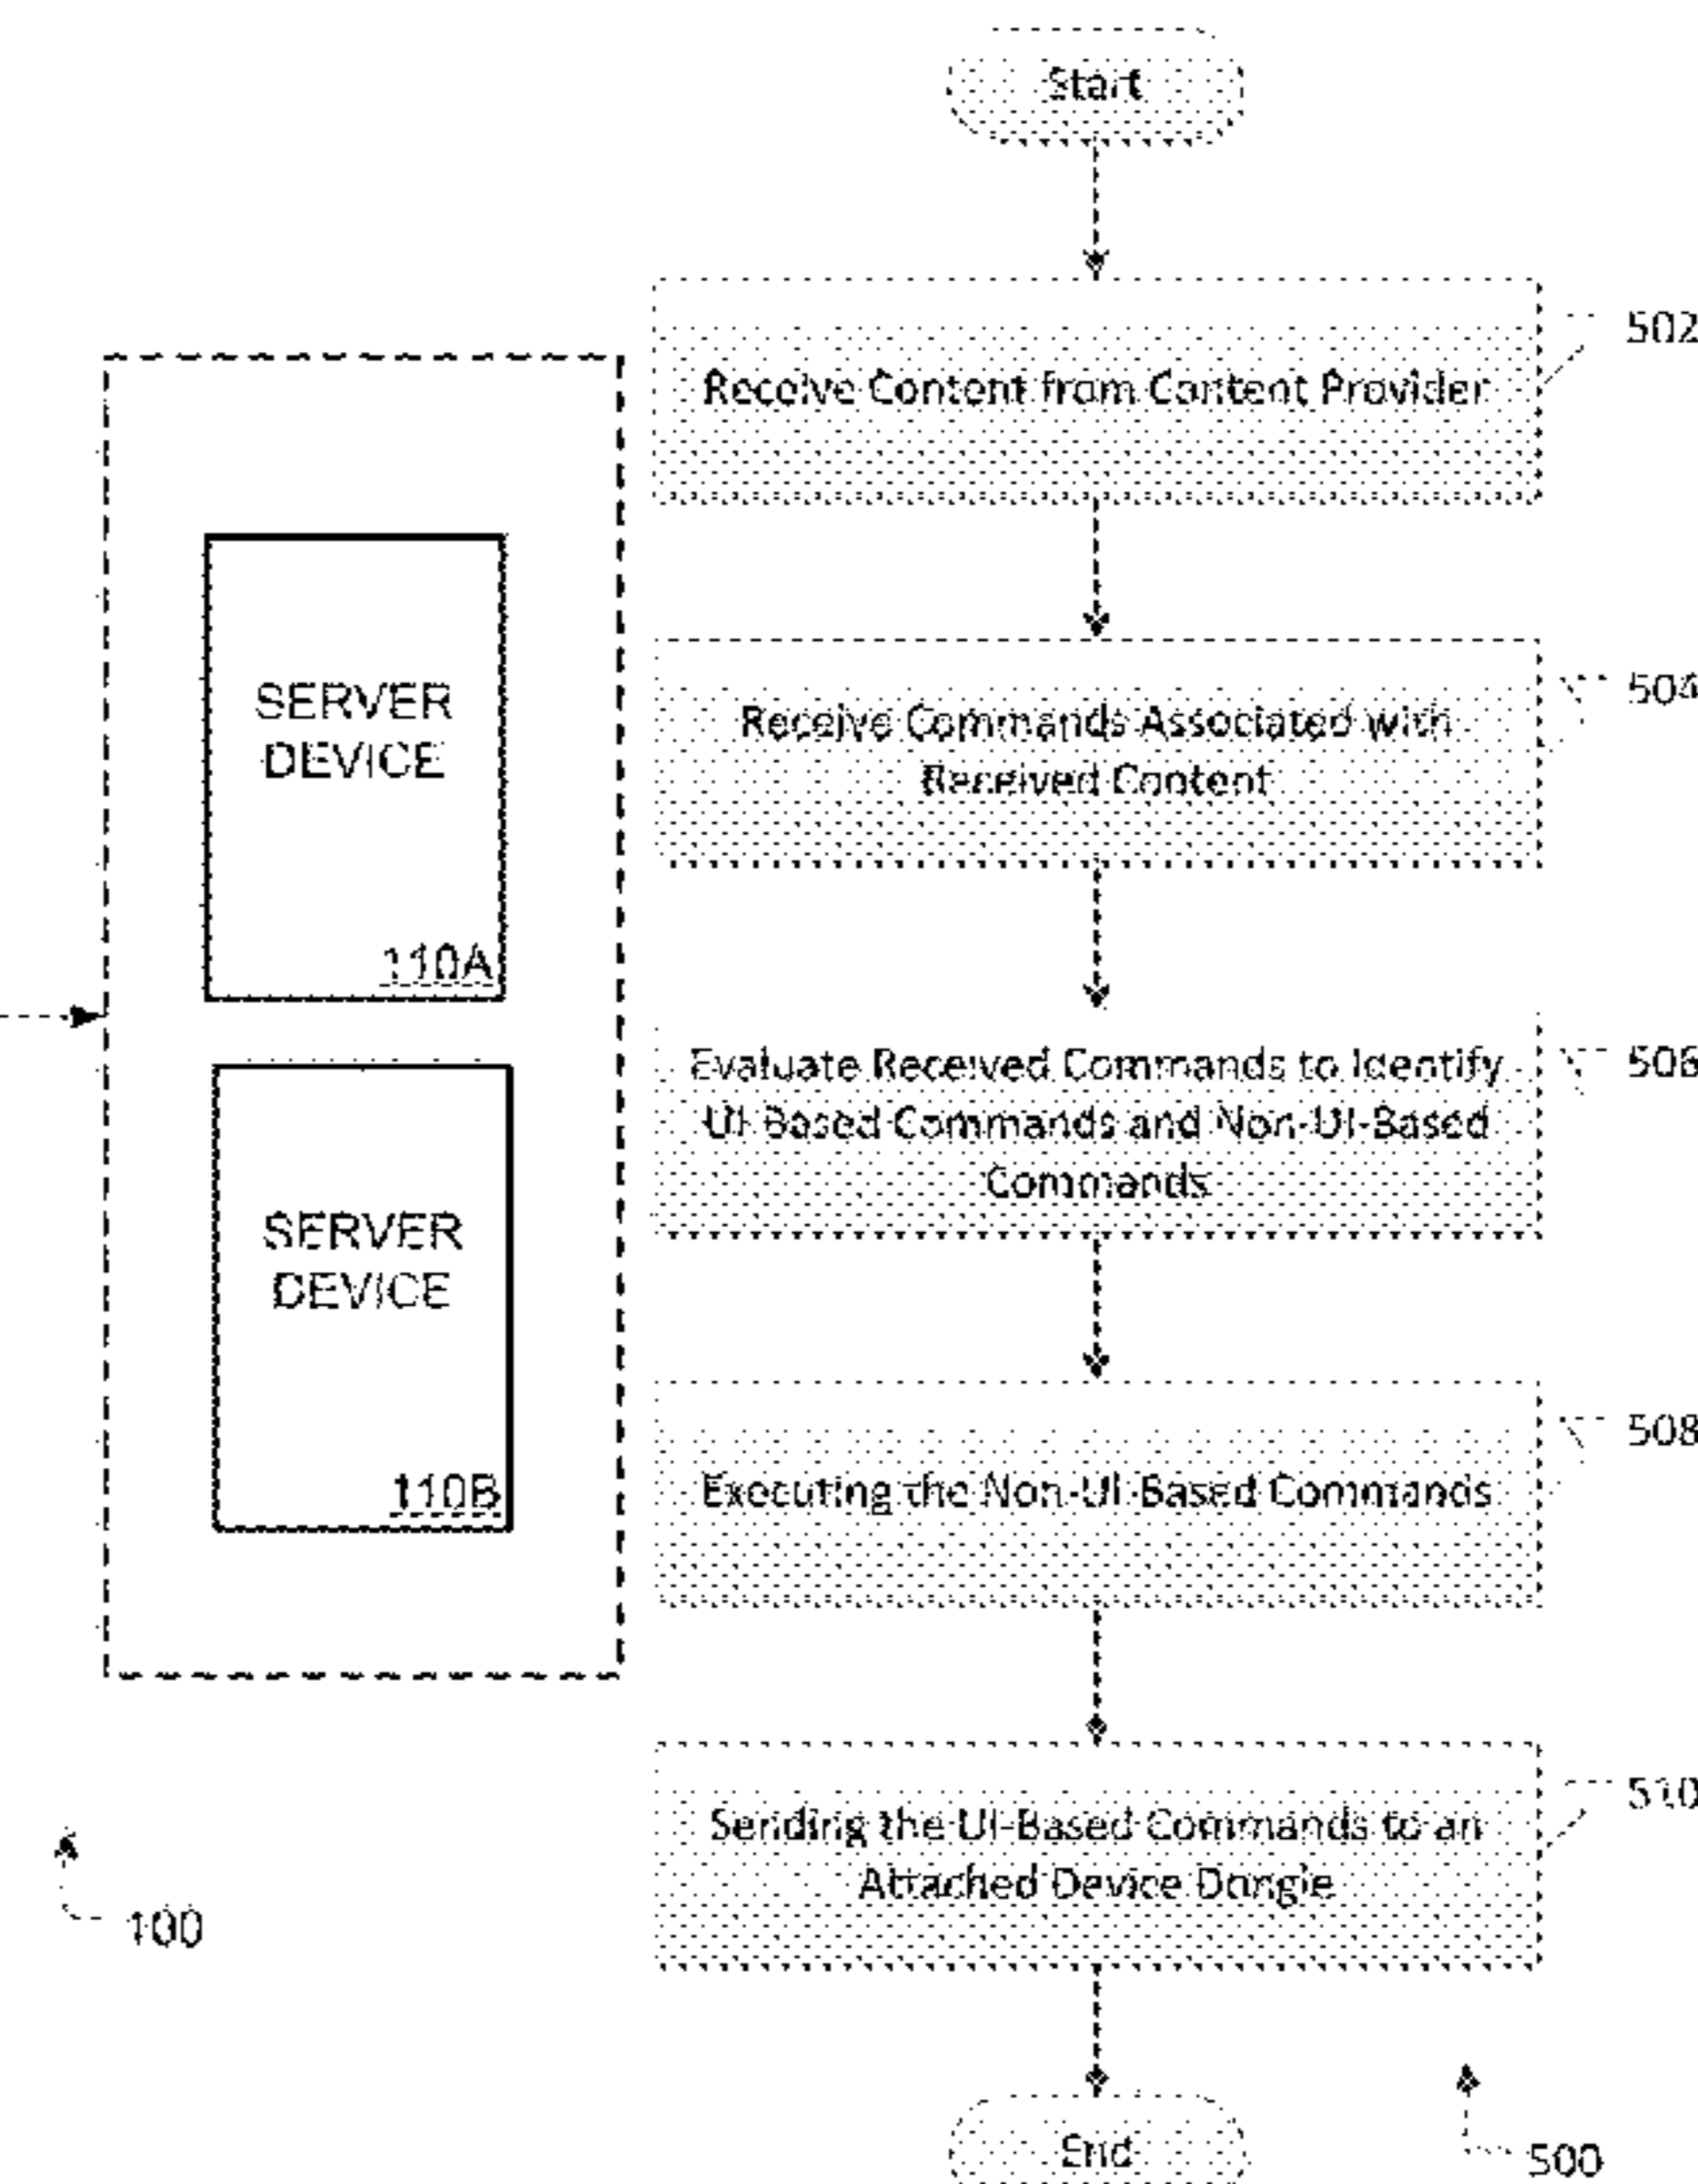 Start
Receive Content from Content Provider
502
Receive Commands Associated with
Received Content
504
Evaluate Received Commands to Identify
UI-Based Commands and Non-UI-Based
Commands
506
Executing the Non-UI-Based Commands
508
Sending the UI-Based Commands to an
Attached Device Dongle
510
End
500
SERVER
DEVICE
110A
SERVER
DEVICE
110B
100